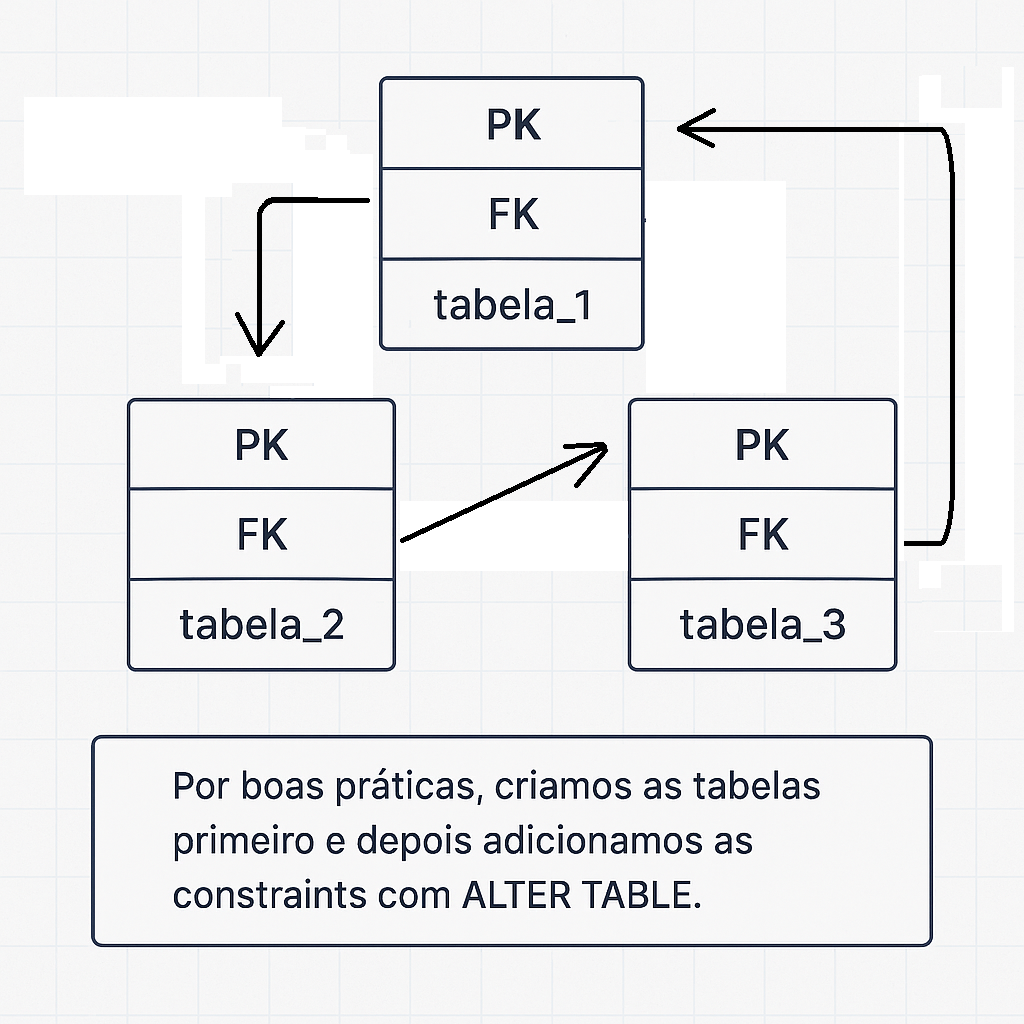 PK
FK
tabela_1
PK
FK
tabela_2
PK
FK
tabela_3
Por boas práticas, criamos as tabelas
primeiro e depois adicionamos as
constraints com ALTER TABLE.